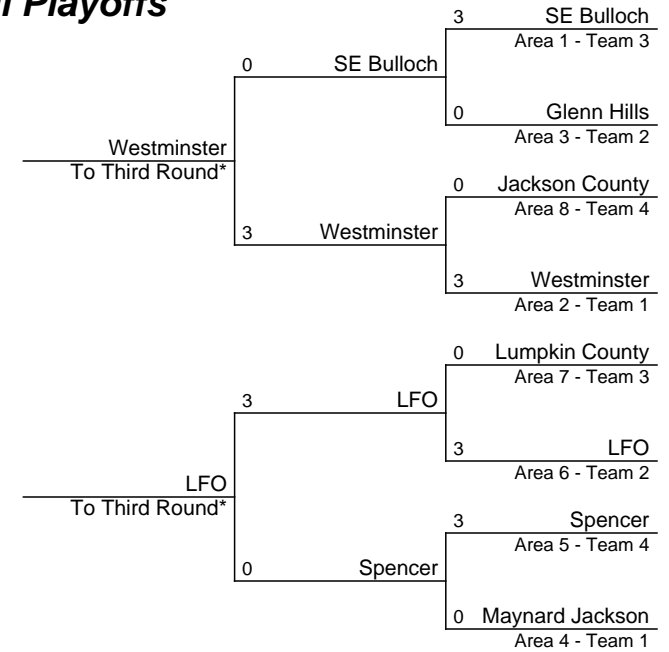 Playoffs
3 SE Bulloch
Area 1 - Team 3
0 SE Bulloch
0 Glenn Hills
Area 3 - Team 2
Westminster
To Third Round*
0 Jackson County
Area 8 - Team 4
3 Westminster
3 Westminster
Area 2 - Team 1
0 Lumpkin County
Area 7 - Team 3
3 LFO
3 LFO
Area 6 - Team 2
LFO
To Third Round*
3 Spencer
Area 5 - Team 4
0 Spencer
0 Maynard Jackson
Area 4 - Team 1